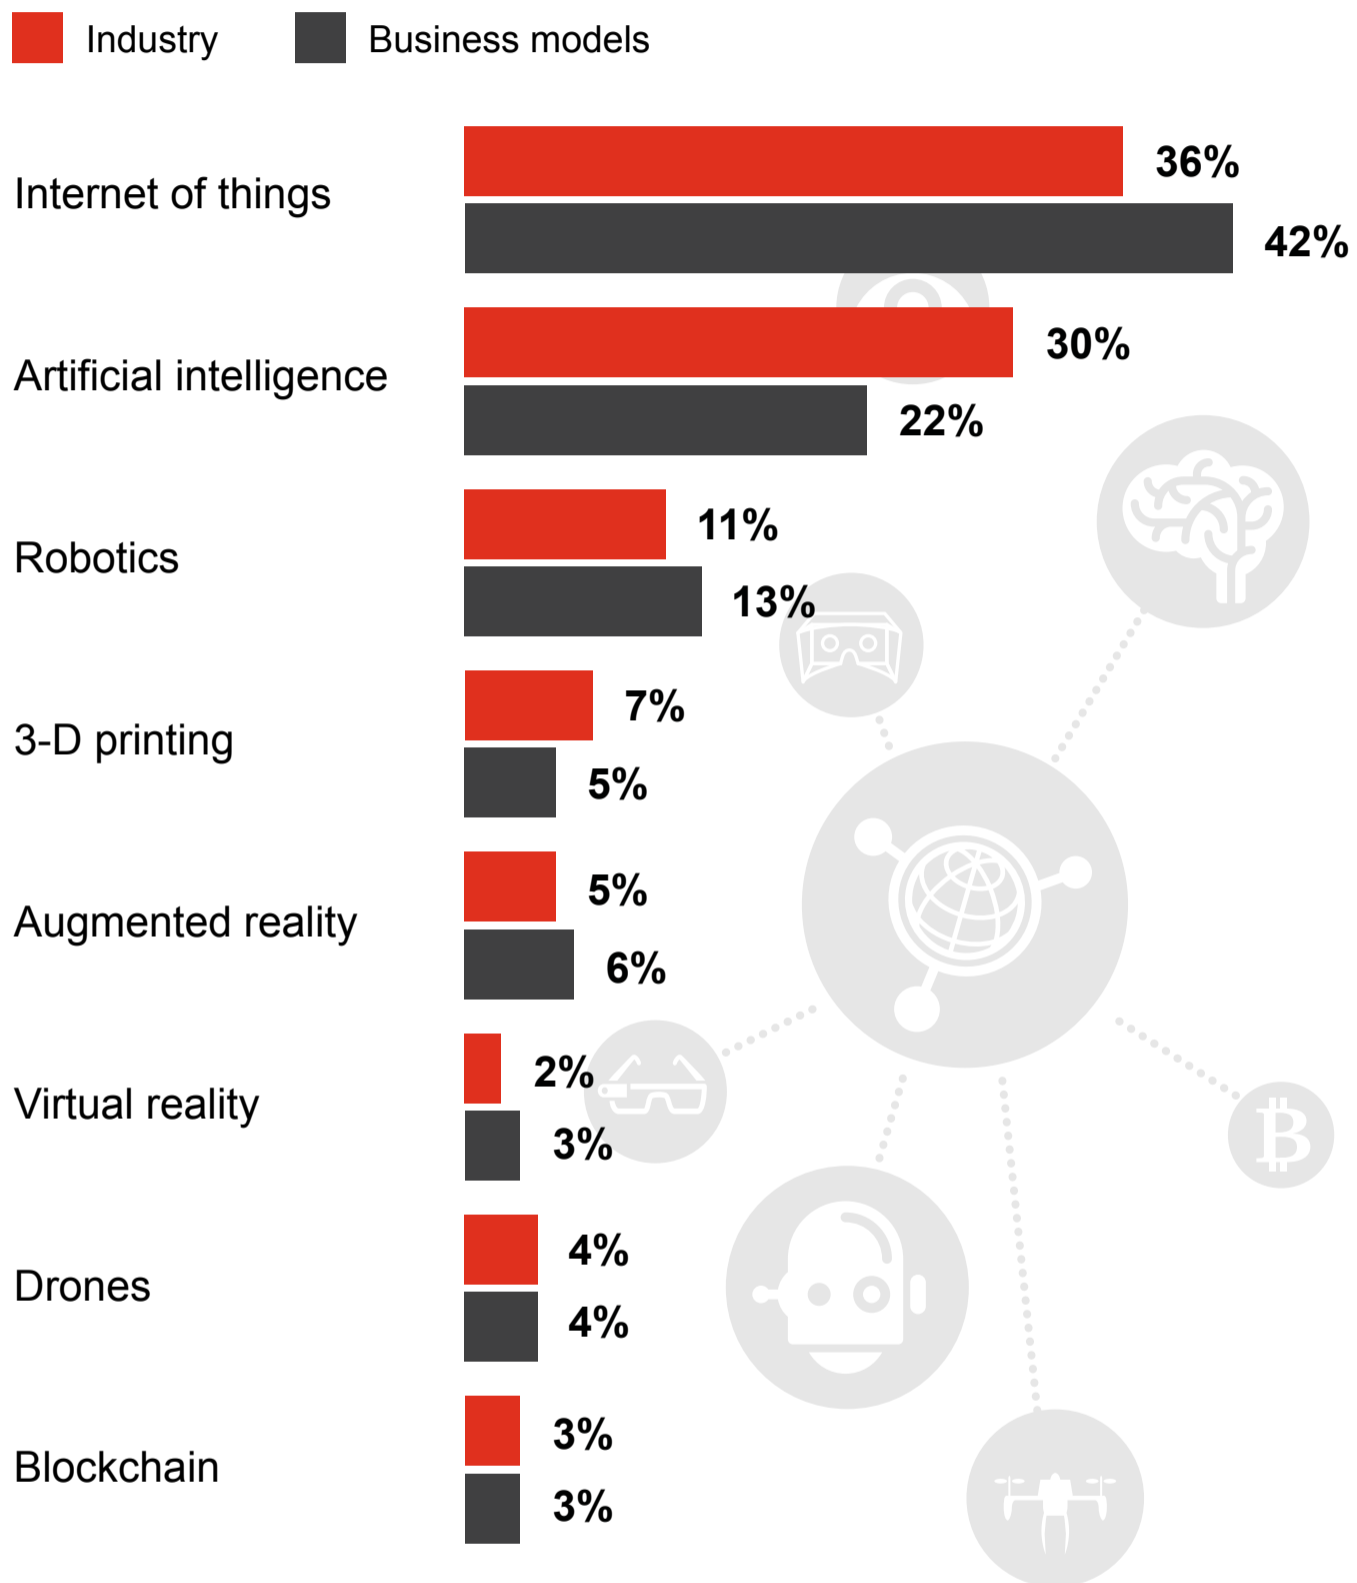 Industry
Business models
Internet of things
36%
42%
Artificial intelligence
30%
22%
Robotics
11%
13%
3-D printing
7%
5%
Augmented reality
5%
6%
Virtual reality
2%
3%
Drones
4%
4%
Blockchain
3%
3%